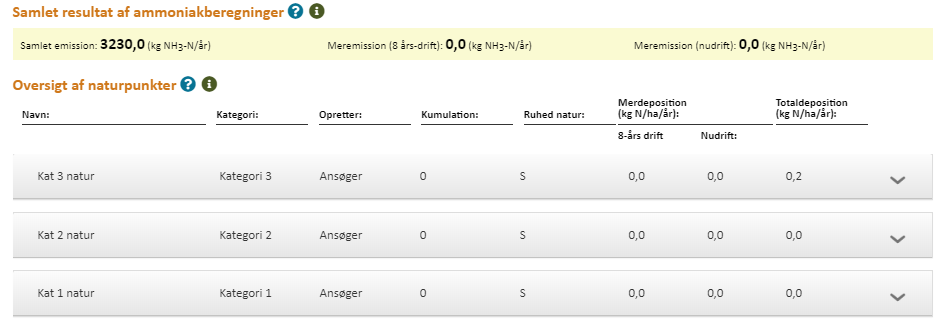 Samlet resultat af ammoniakberegninger ? i
Samlet emission: 3230,0 (kg NH3-N/år) Meremission (8 års-drift): 0,0 (kg NH3-N/år) Meremission (nudrift): 0,0 (kg NH3-N/år)
Oversigt af naturpunkter ? i
Navn: Kategori: Opretter: Kumulation: Ruhed natur: Merdeposition (kg N/ha/år): Totaldeposition (kg N/ha/år):
8-års drift Nudrift:
Kat 3 natur Kategori 3 Ansøger 0 S 0,0 0,0 0,2
Kat 2 natur Kategori 2 Ansøger 0 S 0,0 0,0 0,0
Kat 1 natur Kategori 1 Ansøger 0 S 0,0 0,0 0,0